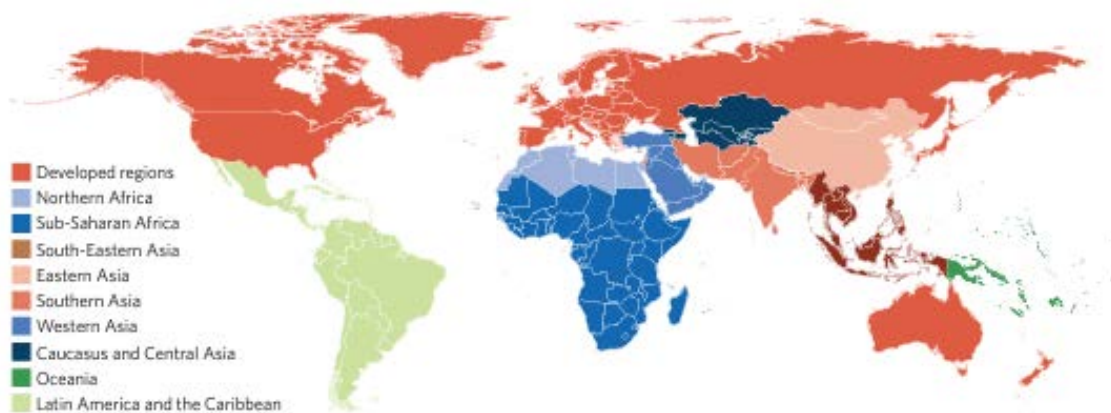 Developed regions
Northern Africa
Sub-Saharan Africa
South-Eastern Asia
Eastern Asia
Southern Asia
Western Asia
Caucasus and Central Asia
Oceania
Latin America and the Caribbean